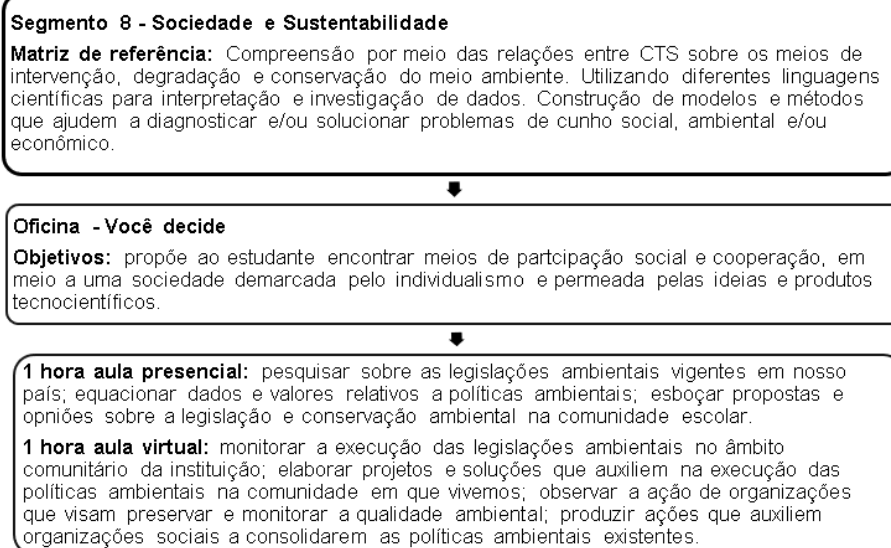 Segmento 8 - Sociedade e Sustentabilidade
Matriz de referência: Compreensão por meio das relações entre CTS sobre os meios de
intervenção, degradação e conservação do meio ambiente. Utilizando diferentes linguagens
científicas para interpretação e investigação de dados. Construção de modelos e métodos
que ajudem a diagnosticar e/ou solucionar problemas de cunho social, ambiental e/ou
econômico.
Oficina - Você decide
Objetivos: propõe ao estudante encontrar meios de partcipação social e cooperação, em
meio a uma sociedade demarcada pelo individualismo e permeada pelas ideias e produtos
tecnocientíficos.
1 hora aula presencial: pesquisar sobre as legislações ambientais vigentes em nosso
país; equacionar dados e valores relativos a políticas ambientais; esboçar propostas e
opniões sobre a legislação e conservação ambiental na comunidade escolar.
1 hora aula virtual: monitorar a execução das legislações ambientais no âmbito
comunitário da instituição; elaborar projetos e soluções que auxiliem na execução das
políticas ambientais na comunidade em que vivemos; observar a ação de organizações
que visam preservar e monitorar a qualidade ambiental; produzir ações que auxiliem
organizações sociais a consolidarem as políticas ambientais existentes.